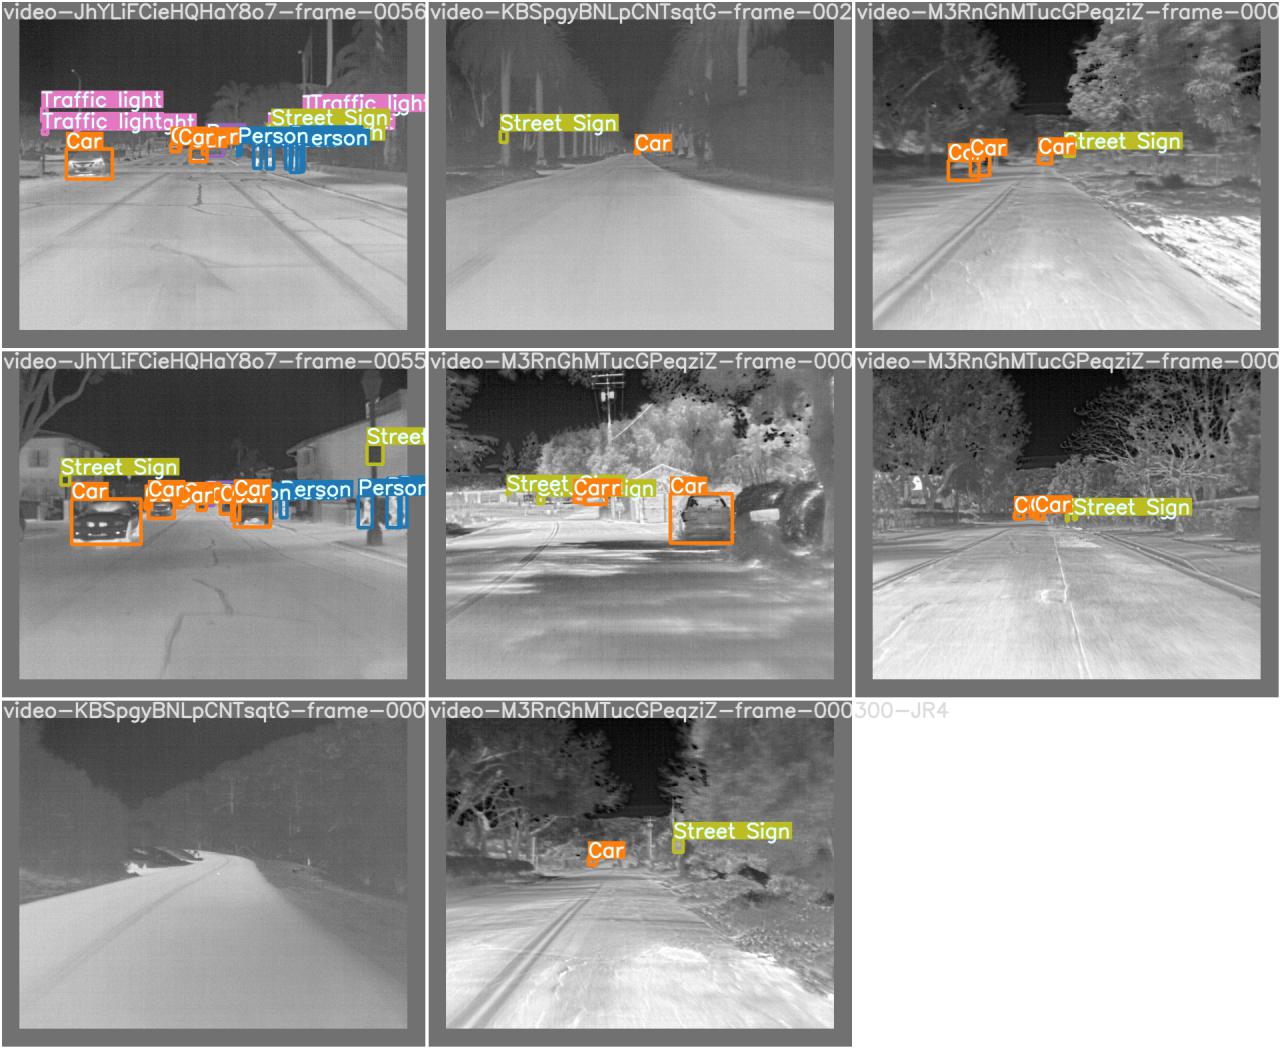 video-JhYLiFCieHQHaY8o7-frame-0056
video-KBSpgyBNLpCNTsqtG-frame-002
video-M3RnGhMTucGPeqziZ-frame-000
Traffic light
Traffic light
Traffic light
Street Sign
Car
Car
Person
Street Sign
Car
Car
Car
Street Sign
video-JhYLiFCieHQHaY8o7-frame-0055
video-M3RnGhMTucGPeqziZ-frame-000
video-M3RnGhMTucGPeqziZ-frame-000
Street
Street Sign
Car
Car
Car
Person
Person
Street
Car
Car
Car
Street Sign
video-KBSpgyBNLpCNTsqtG-frame-000
video-M3RnGhMTucGPeqziZ-frame-000300-JR4
Street Sign
Car